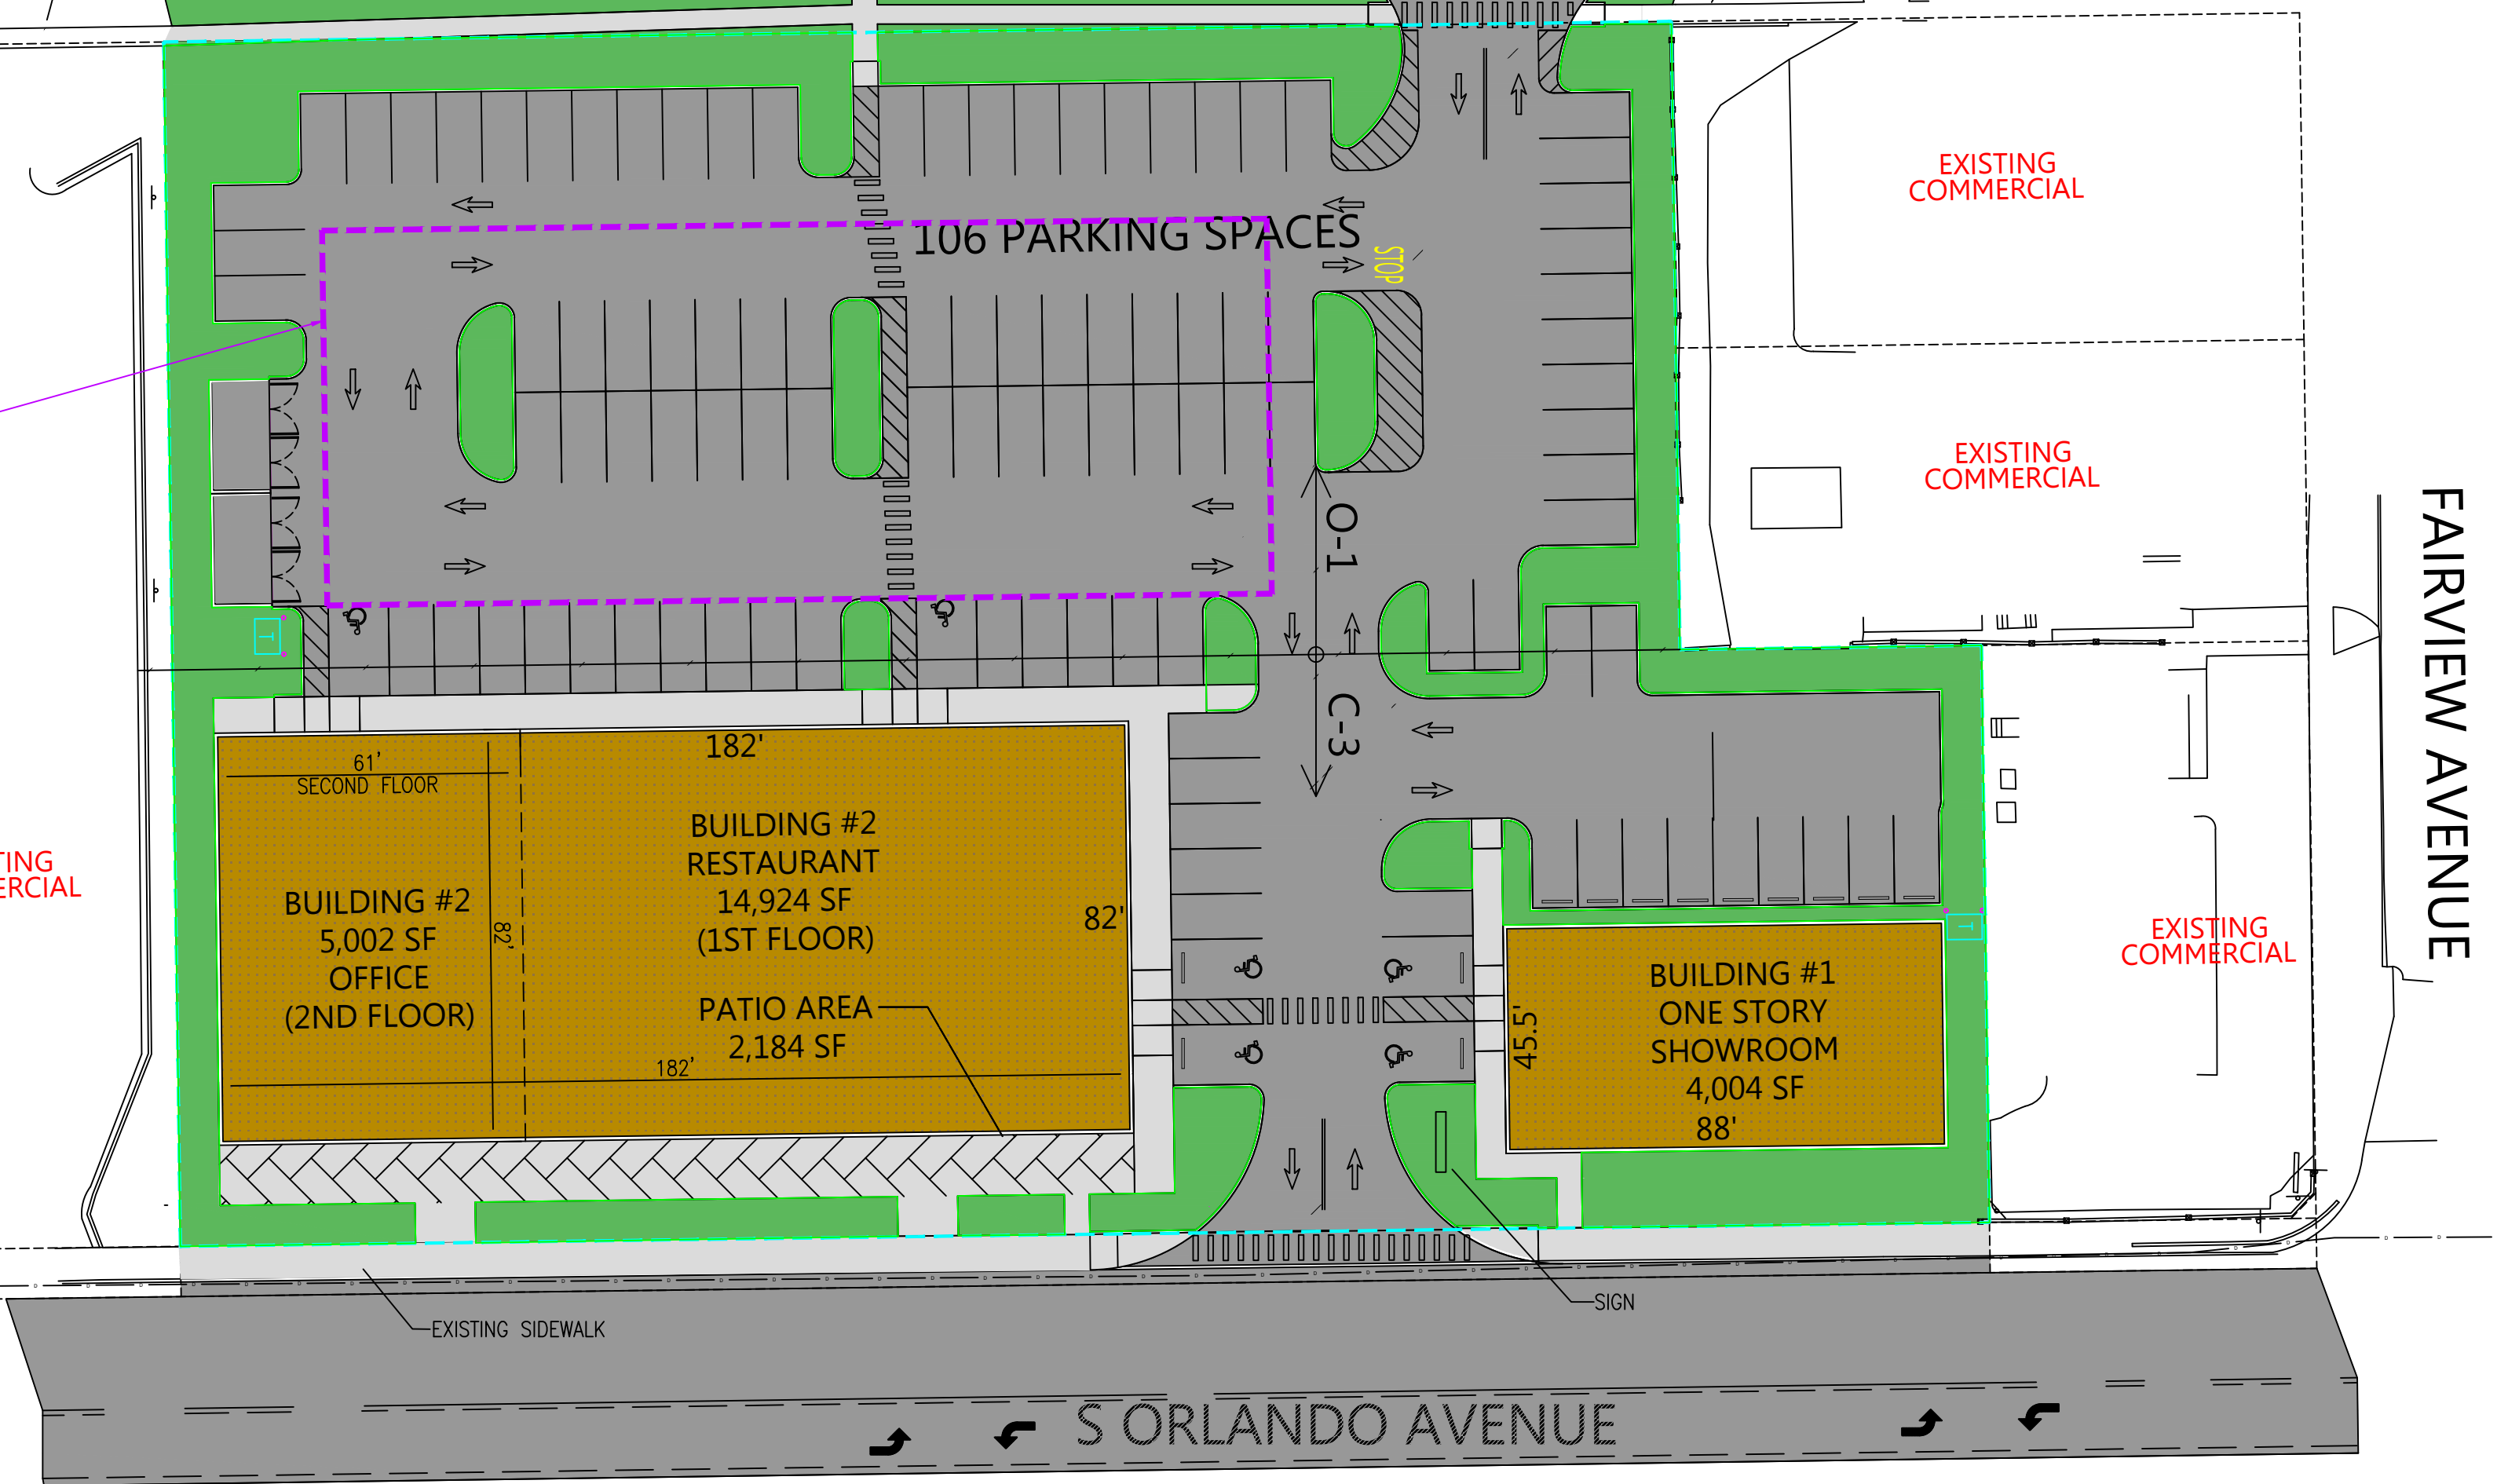 EXISTING
COMMERCIAL
106 PARKING SPACES
STOP
EXISTING
COMMERCIAL
FAIRVIEW AVENUE
O-1
C-3
T
182'
61'
SECOND FLOOR
BUILDING #2
RESTAURANT
14,924 SF
(1ST FLOOR)
BUILDING #2
5,002 SF
OFFICE
(2ND FLOOR)
82'
82'
PATIO AREA
2,184 SF
182'
T
BUILDING #1
ONE STORY
SHOWROOM
4,004 SF
88'
45.5'
EXISTING
COMMERCIAL
TING
ERCIAL
SIGN
EXISTING SIDEWALK
S ORLANDO AVENUE